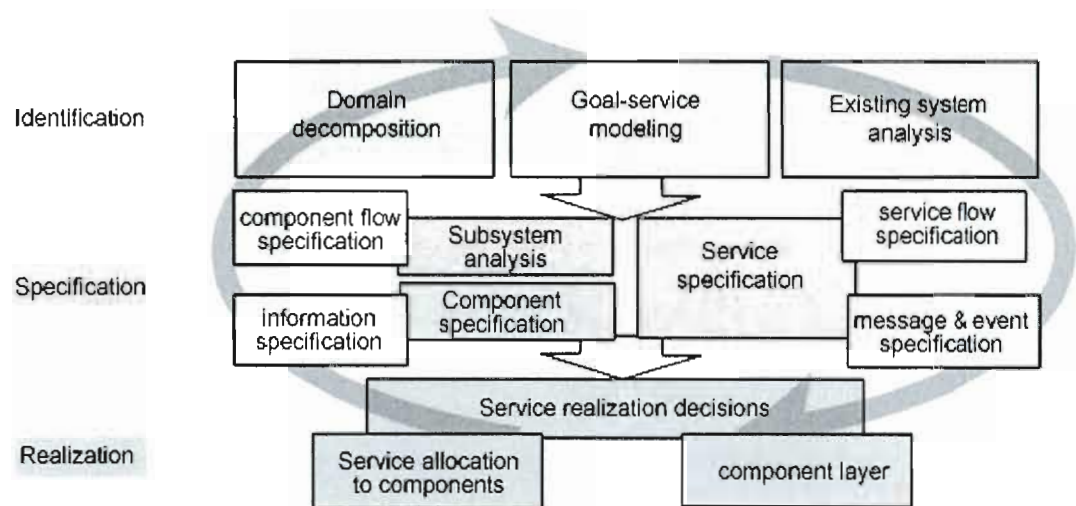 Identification
Domain
decomposition
Goal-service
modeling
Existing system
analysis
Specification
component flow
specification
Subsystem
analysis
Service
specification
service flow
specification
information
specification
Component
specification
message & event
specification
Realization
Service realization decisions
Service allocation
to components
component layer